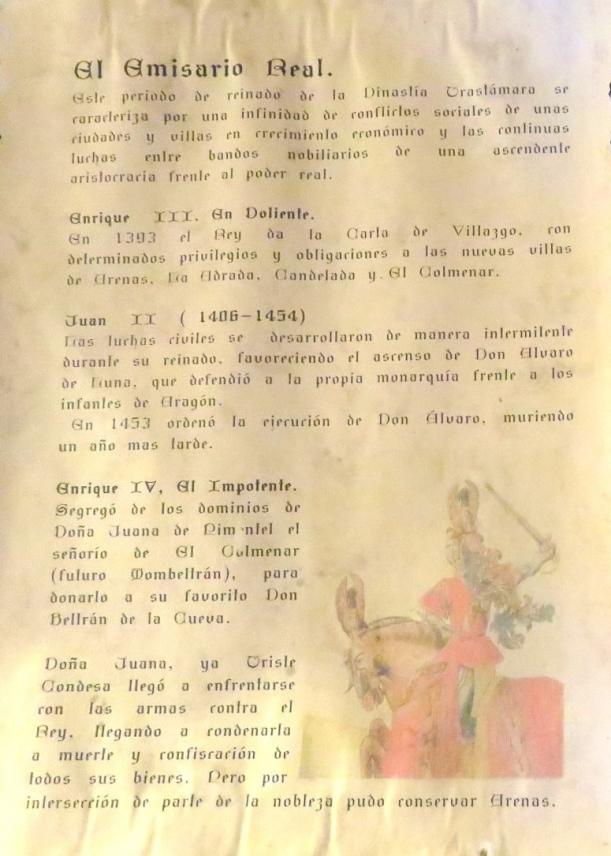 El Emisario Real.
Este periodo de reinado de la Dinastía Trastámara se
caracteriza por una infinidad de conflictos sociales de unas
ciudades y villas en crecimiento económico y las continuas
luchas entre bandos nobiliarios de una ascendente
aristocracia frente al poder real.
Enrique III. En Doliente.
En 1393 el Rey da la Carta de Villazgo, con
determinados privilegios y obligaciones a las nuevas villas
de Arenas, La Adrada, Candelada y El Colmenar.
Juan II ( 1406-1454)
Las luchas civiles se desarrollaron de manera intermitente
durante su reinado, favoreciendo el ascenso de Don Alvaro
de Luna, que defendió a la propia monarquía frente a los
infantes de Aragón.
En 1453 ordenó la ejecución de Don Álvaro, muriendo
un año mas tarde.
Enrique IV, El Impotente.
Segregó de los dominios de
Doña Juana de Pimentel el
señorío de El Colmenar
(futuro Mombeltrán), para
donarlo a su favorito Don
Beltrán de la Cueva.
Doña Juana, ya Triste
Condesa llegó a enfrentarse
con las armas contra el
Rey, llegando a condenarla
a muerte y confiscación de
todos sus bienes. Pero por
intersección de parte de la nobleza pudo conservar Arenas.